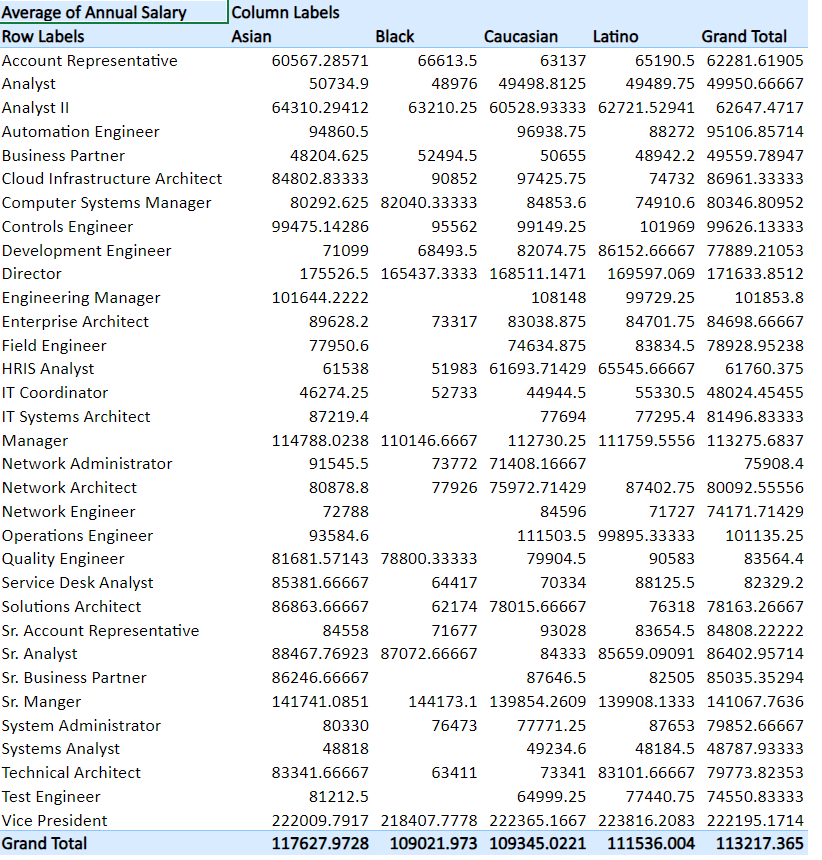 Average of Annual Salary Column Labels
Row Labels Asian Black Caucasian Latino Grand Total
Account Representative 60567.28571 66613.5 63137 65190.5 62281.61905
Analyst 50734.9 48976 49498.8125 49489.75 49950.66667
Analyst II 64310.29412 63210.25 60528.93333 62721.52941 62647.4717
Automation Engineer 94860.5 96938.75 88272 95106.85714
Business Partner 48204.625 52494.5 50655 48942.2 49559.78947
Cloud Infrastructure Architect 84802.83333 90852 97425.75 74732 86961.33333
Computer Systems Manager 80292.625 82040.33333 84853.6 74910.6 80346.80952
Controls Engineer 99475.14286 95562 99149.25 101969 99626.13333
Development Engineer 71099 68493.5 82074.75 86152.66667 77889.21053
Director 175526.5 165437.3333 168511.1471 169597.069 171633.8512
Engineering Manager 101644.2222 108148 99729.25 101853.8
Enterprise Architect 89628.2 73317 83038.875 84701.75 84698.66667
Field Engineer 77950.6 74634.875 83834.5 78928.95238
HRIS Analyst 61538 51983 61693.71429 65545.66667 61760.375
IT Coordinator 46274.25 52733 44944.5 55330.5 48024.45455
IT Systems Architect 87219.4 77694 77295.4 81496.83333
Manager 114788.0238 110146.6667 112730.25 111759.5556 113275.6837
Network Administrator 91545.5 73772 71408.16667 75908.4
Network Architect 80878.8 77926 75972.71429 87402.75 80092.55556
Network Engineer 72788 84596 71727 74171.71429
Operations Engineer 93584.6 111503.5 99895.33333 101135.25
Quality Engineer 81681.57143 78800.33333 79904.5 90583 83564.4
Service Desk Analyst 85381.66667 64417 70334 88125.5 82329.2
Solutions Architect 86863.66667 62174 78015.66667 76318 78163.26667
Sr. Account Representative 84558 71677 93028 83654.5 84808.22222
Sr. Analyst 88467.76923 87072.66667 84333 85659.09091 86402.95714
Sr. Business Partner 86246.66667 87646.5 82505 85035.35294
Sr. Manger 141741.0851 144173.1 139854.2609 139908.1333 141067.7636
System Administrator 80330 76473 77771.25 87653 79852.66667
Systems Analyst 48818 49234.6 48184.5 48787.93333
Technical Architect 83341.66667 63411 73341 83101.66667 79773.82353
Test Engineer 81212.5 64999.25 77440.75 74550.83333
Vice President 222009.7917 218407.7778 222365.1667 223816.2083 222195.1714
Grand Total 117627.9728 109021.973 109345.0221 111536.004 113217.365